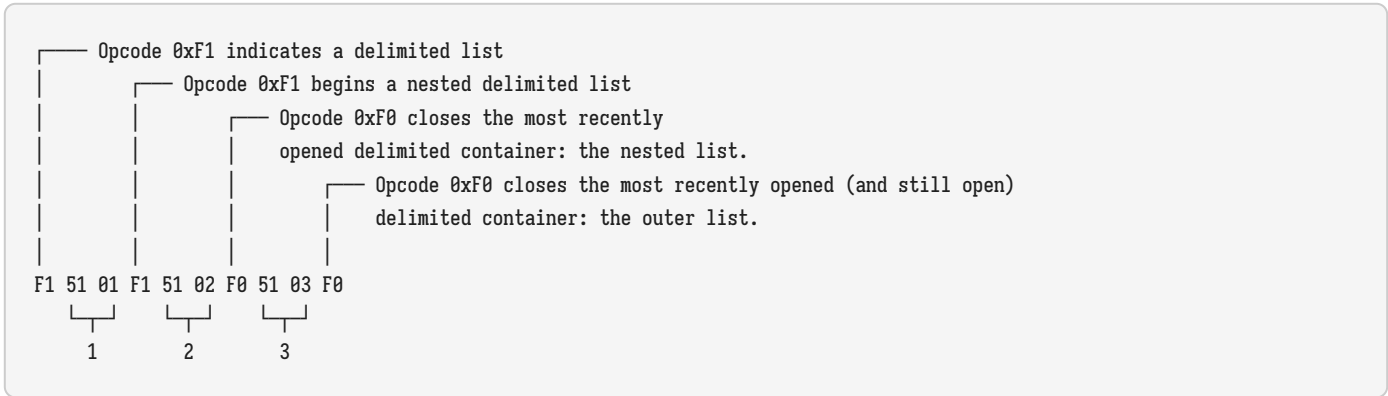 Opcode 0xF1 indicates a delimited list
Opcode 0xF1 begins a nested delimited list
Opcode 0xF0 closes the most recently
opened delimited container: the nested list.
Opcode 0xF0 closes the most recently opened (and still open)
delimited container: the outer list.
F1 51 01 F1 51 02 F0 51 03 F0
1 2 3